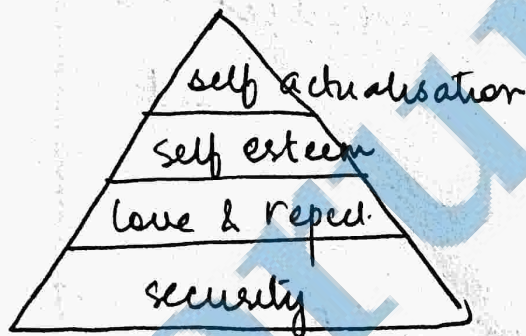 self actualisation
self esteem
love & repect.
security